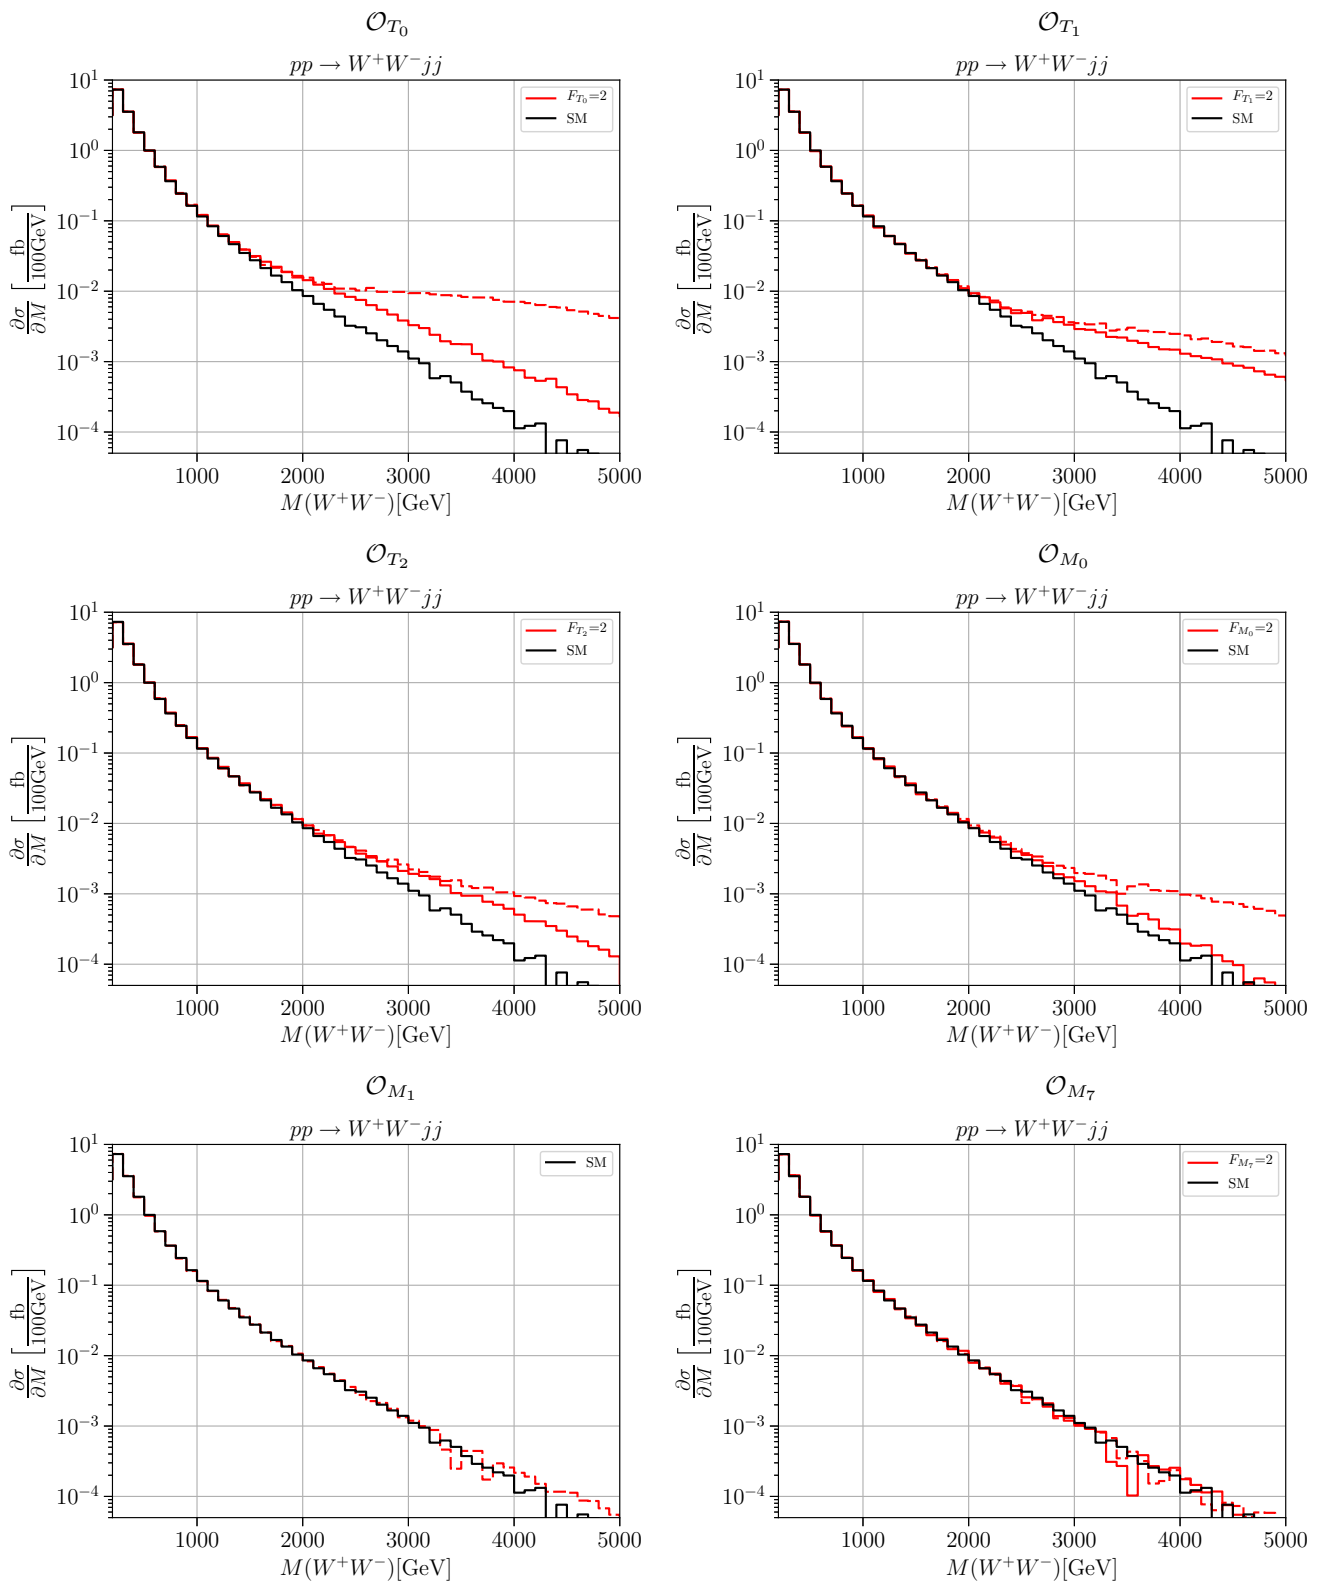 𝒪_{T_0}
pp → W⁺W⁻jj
10¹
10⁰
10⁻¹
10⁻²
10⁻³
10⁻⁴
∂σ/∂M [fb/100GeV]
F_{T_0}=2
SM
1000 2000 3000 4000 5000
M(W⁺W⁻)[GeV]
𝒪_{T_1}
pp → W⁺W⁻jj
10¹
10⁰
10⁻¹
10⁻²
10⁻³
10⁻⁴
∂σ/∂M [fb/100GeV]
F_{T_1}=2
SM
1000 2000 3000 4000 5000
M(W⁺W⁻)[GeV]
𝒪_{T_2}
pp → W⁺W⁻jj
10¹
10⁰
10⁻¹
10⁻²
10⁻³
10⁻⁴
∂σ/∂M [fb/100GeV]
F_{T_2}=2
SM
1000 2000 3000 4000 5000
M(W⁺W⁻)[GeV]
𝒪_{M_0}
pp → W⁺W⁻jj
10¹
10⁰
10⁻¹
10⁻²
10⁻³
10⁻⁴
∂σ/∂M [fb/100GeV]
F_{M_0}=2
SM
1000 2000 3000 4000 5000
M(W⁺W⁻)[GeV]
𝒪_{M_1}
pp → W⁺W⁻jj
10¹
10⁰
10⁻¹
10⁻²
10⁻³
10⁻⁴
∂σ/∂M [fb/100GeV]
SM
1000 2000 3000 4000 5000
M(W⁺W⁻)[GeV]
𝒪_{M_7}
pp → W⁺W⁻jj
10¹
10⁰
10⁻¹
10⁻²
10⁻³
10⁻⁴
∂σ/∂M [fb/100GeV]
F_{M_7}=2
SM
1000 2000 3000 4000 5000
M(W⁺W⁻)[GeV]